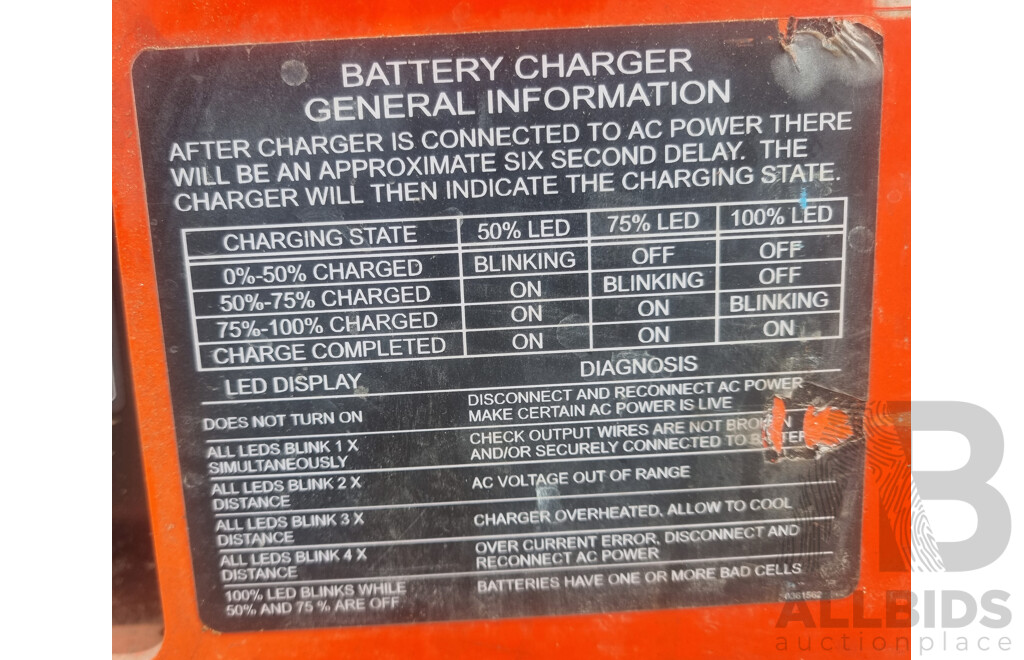 BATTERY CHARGER
GENERAL INFORMATION
AFTER CHARGER IS CONNECTED TO AC POWER THERE
WILL BE AN APPROXIMATE SIX SECOND DELAY. THE
CHARGER WILL THEN INDICATE THE CHARGING STATE.
CHARGING STATE 50% LED 75% LED 100% LED
0%-50% CHARGED BLINKING OFF OFF
50%-75% CHARGED ON BLINKING OFF
75%-100% CHARGED ON ON BLINKING
CHARGE COMPLETED ON ON ON
LED DISPLAY DIAGNOSIS
DOES NOT TURN ON DISCONNECT AND RECONNECT AC POWER
MAKE CERTAIN AC POWER IS LIVE
ALL LEDS BLINK 1 X CHECK OUTPUT WIRES ARE NOT BROKEN
SIMULTANEOUSLY AND/OR SECURELY CONNECTED TO BATTERY
ALL LEDS BLINK 2 X AC VOLTAGE OUT OF RANGE
DISTANCE
ALL LEDS BLINK 3 X CHARGER OVERHEATED, ALLOW TO COOL
DISTANCE
ALL LEDS BLINK 4 X OVER CURRENT ERROR, DISCONNECT AND
DISTANCE RECONNECT AC POWER
100% LED BLINKS WHILE BATTERIES HAVE ONE OR MORE BAD CELLS
50% AND 75 % ARE OFF
0361562
B
ALLBIDS
auctionplace